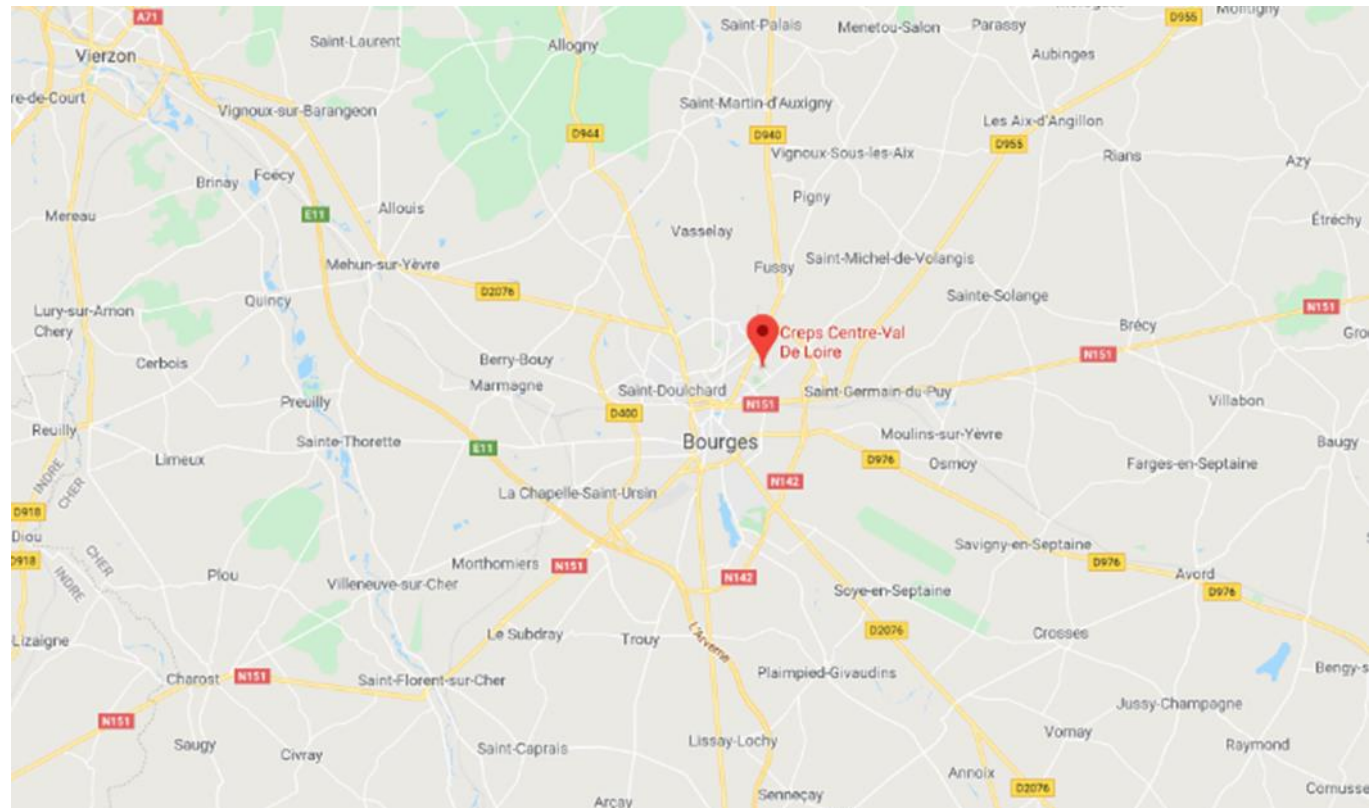 Montigny
A71
D955
Saint-Palais
Menetou-Salon
Parassy
Saint-Laurent
Allogny
Aubinges
Vierzon
re-de-Court
Vignoux-sur-Barangeon
Saint-Martin-d'Auxigny
Les Aix-d'Angillon
D944
D940
D955
Vignoux-Sous-les-Aix
Rians
Azy
Foëcy
Brinay
Pigny
Mereau
E11
Allouis
Étréchy
Vasselay
Mehun-sur-Yèvre
Fussy
Saint-Michel-de-Volangis
D2076
Quincy
Sainte-Solange
Lury-sur-Arnon
N151
Chery
Brécy
Gro
Creps Centre-Val
De Loire
Cerbois
Berry-Bouy
N151
Marmagne
Saint-Doulchard
Saint-Germain-du-Puy
Preuilly
D400
N151
Villabon
Reuilly
Sainte-Thorette
E11
Bourges
Moulins-sur-Yèvre
Baugy
Limeux
D976
Osmoy
Farges-en-Septaine
INDRE
CHER
La Chapelle-Saint-Ursin
N142
D918
Diou
D918
CHER
INDRE
Savigny-en-Septaine
Morthomiers
N151
D976
Plou
Villeneuve-sur-Cher
N142
Avord
Soye-en-Septaine
D976
-Lizaigne
Le Subdray
Trouy
L'Arverne
D2076
Crosses
Charost
N151
Saint-Florent-sur-Cher
Plaimpied-Givaudins
Bengy-s
N151
Jussy-Champagne
Saugy
Civray
Saint-Caprais
Lissay-Lochy
Vornay
Raymond
Annoix
D2076
Cornusse
Arcay
Senneçay